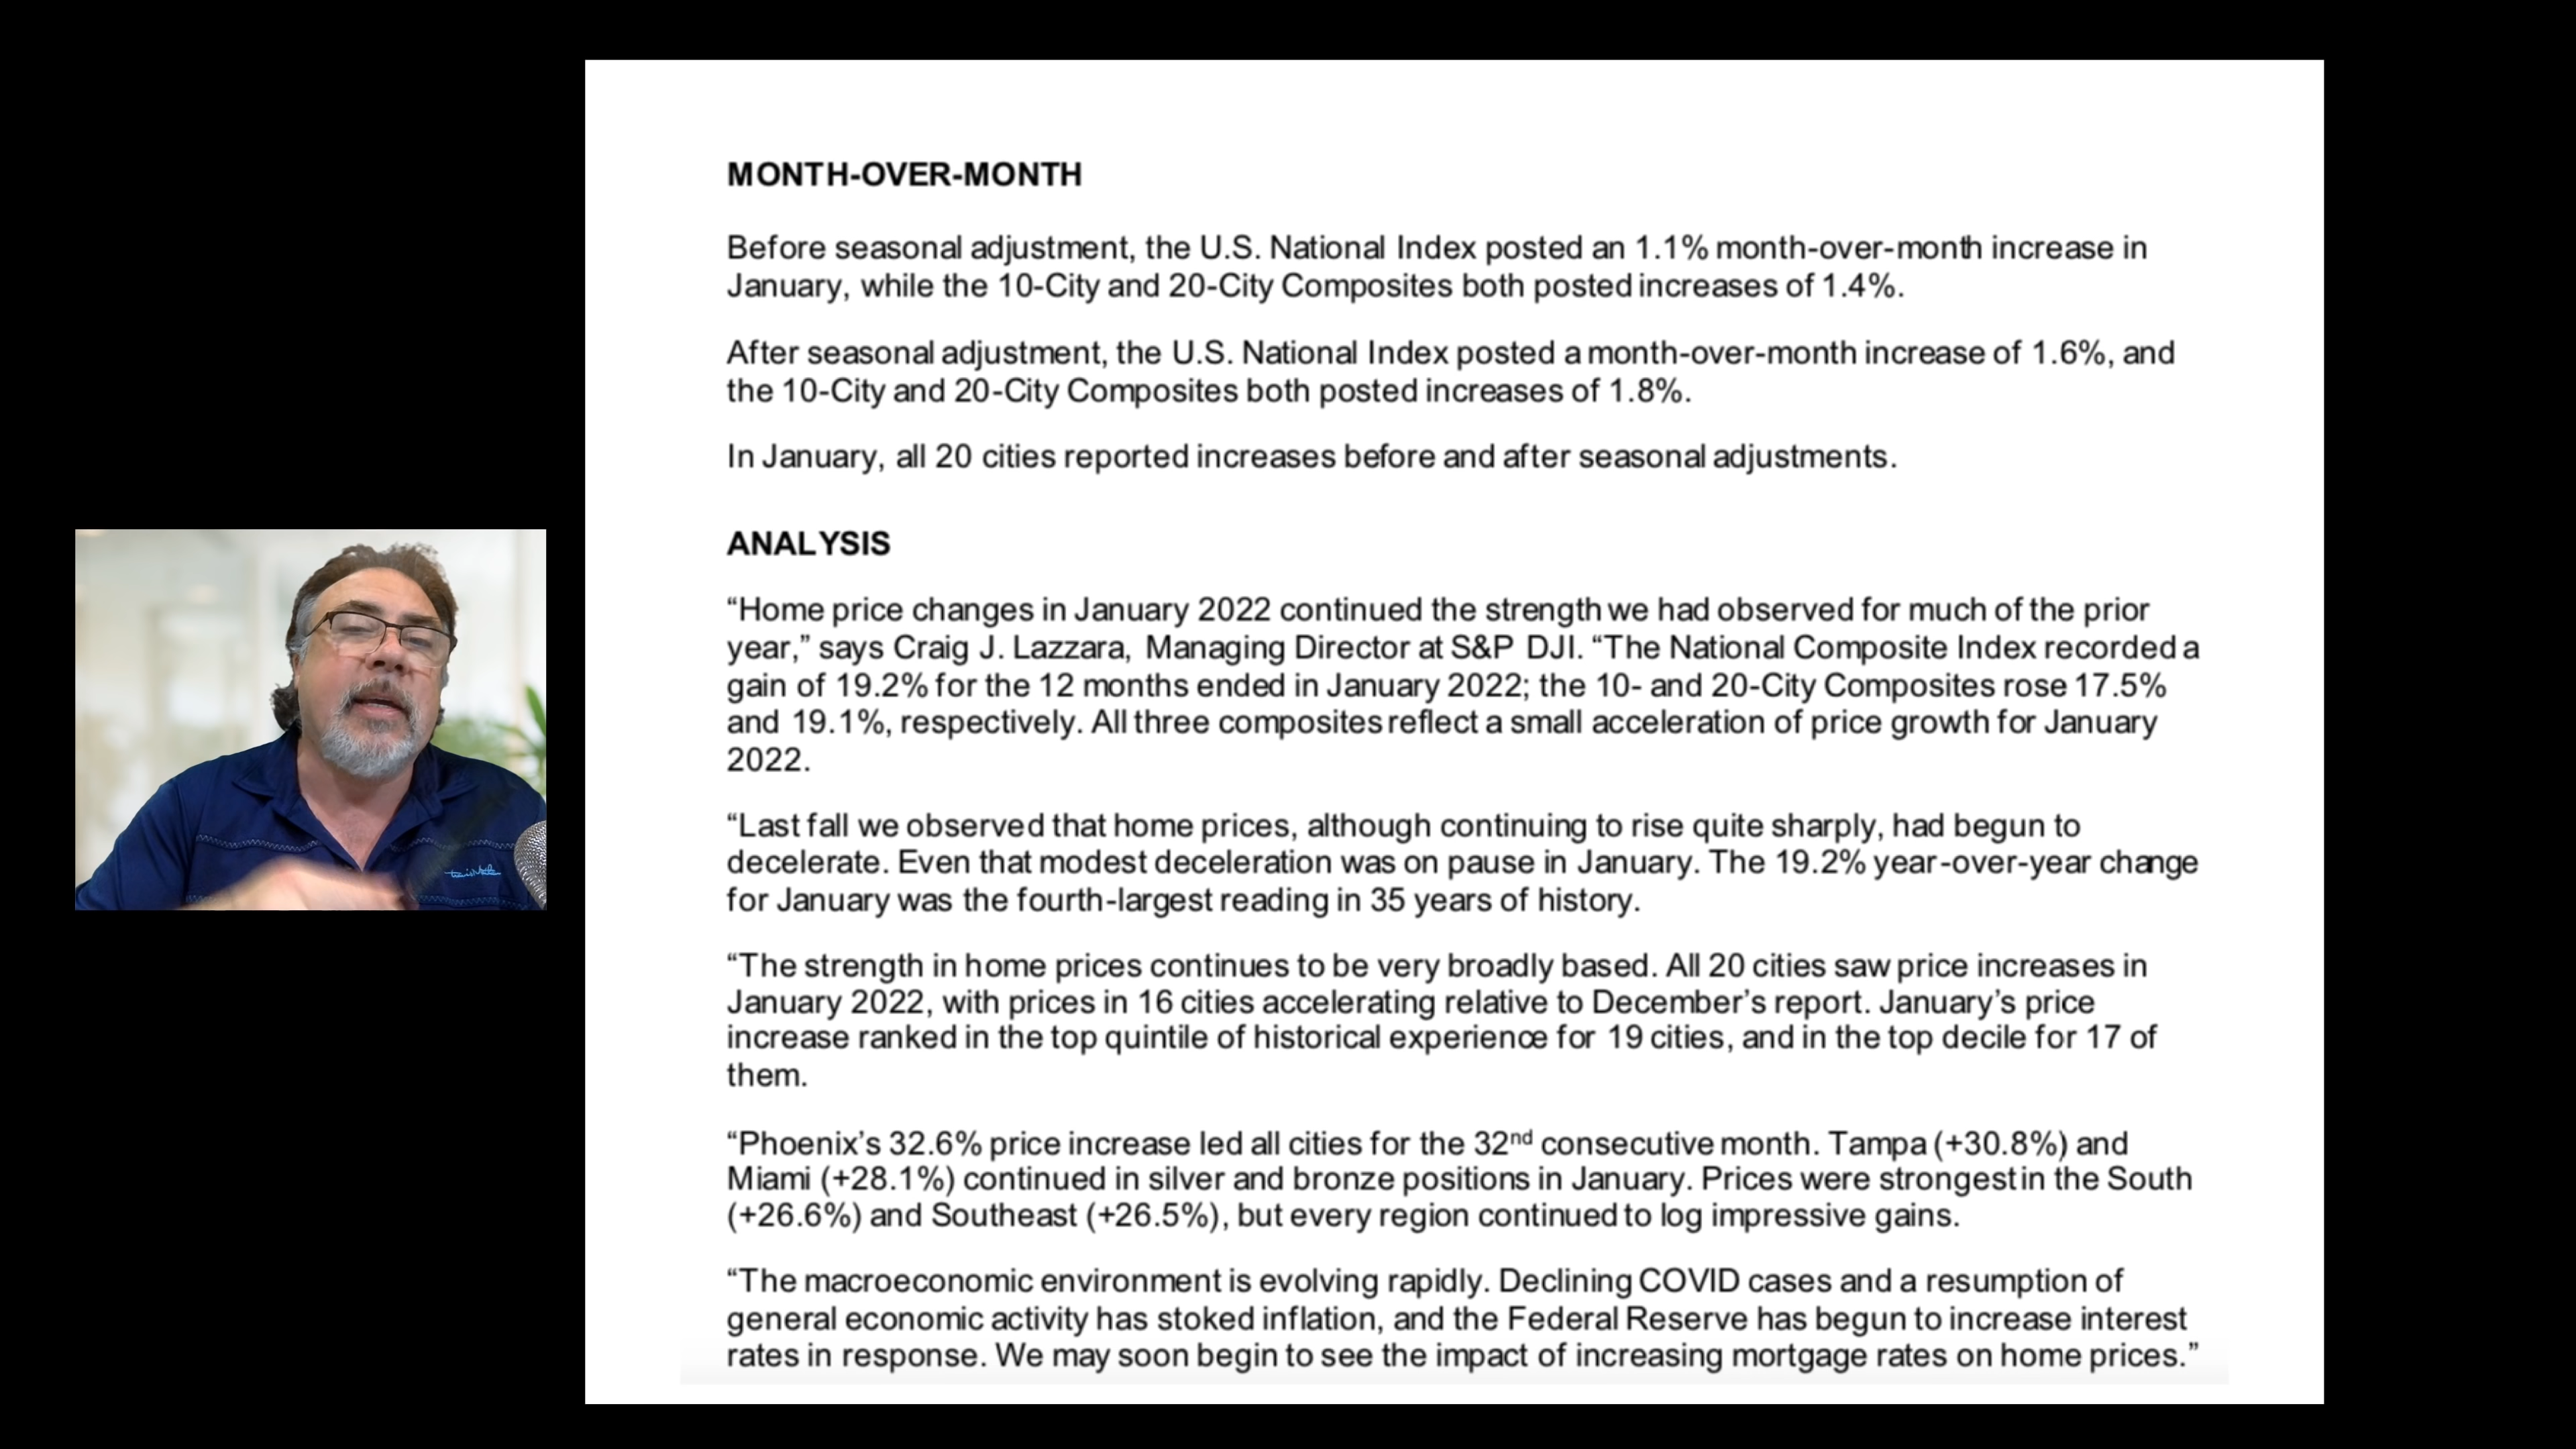 MONTH-OVER-MONTH
Before seasonal adjustment, the U.S. National Index posted an 1.1% month-over-month increase in
January, while the 10-City and 20-City Composites both posted increases of 1.4%.
After seasonal adjustment, the U.S. National Index posted a month-over-month increase of 1.6%, and
the 10-City and 20-City Composites both posted increases of 1.8%.
In January, all 20 cities reported increases before and after seasonal adjustments.
ANALYSIS
“Home price changes in January 2022 continued the strength we had observed for much of the prior
year,” says Craig J. Lazzara, Managing Director at S&P DJI. “The National Composite Index recorded a
gain of 19.2% for the 12 months ended in January 2022; the 10- and 20-City Composites rose 17.5%
and 19.1%, respectively. All three composites reflect a small acceleration of price growth for January
2022.
“Last fall we observed that home prices, although continuing to rise quite sharply, had begun to
decelerate. Even that modest deceleration was on pause in January. The 19.2% year-over-year change
for January was the fourth-largest reading in 35 years of history.
“The strength in home prices continues to be very broadly based. All 20 cities saw price increases in
January 2022, with prices in 16 cities accelerating relative to December’s report. January’s price
increase ranked in the top quintile of historical experience for 19 cities, and in the top decile for 17 of
them.
“Phoenix’s 32.6% price increase led all cities for the 32nd consecutive month. Tampa (+30.8%) and
Miami (+28.1%) continued in silver and bronze positions in January. Prices were strongest in the South
(+26.6%) and Southeast (+26.5%), but every region continued to log impressive gains.
“The macroeconomic environment is evolving rapidly. Declining COVID cases and a resumption of
general economic activity has stoked inflation, and the Federal Reserve has begun to increase interest
rates in response. We may soon begin to see the impact of increasing mortgage rates on home prices.”